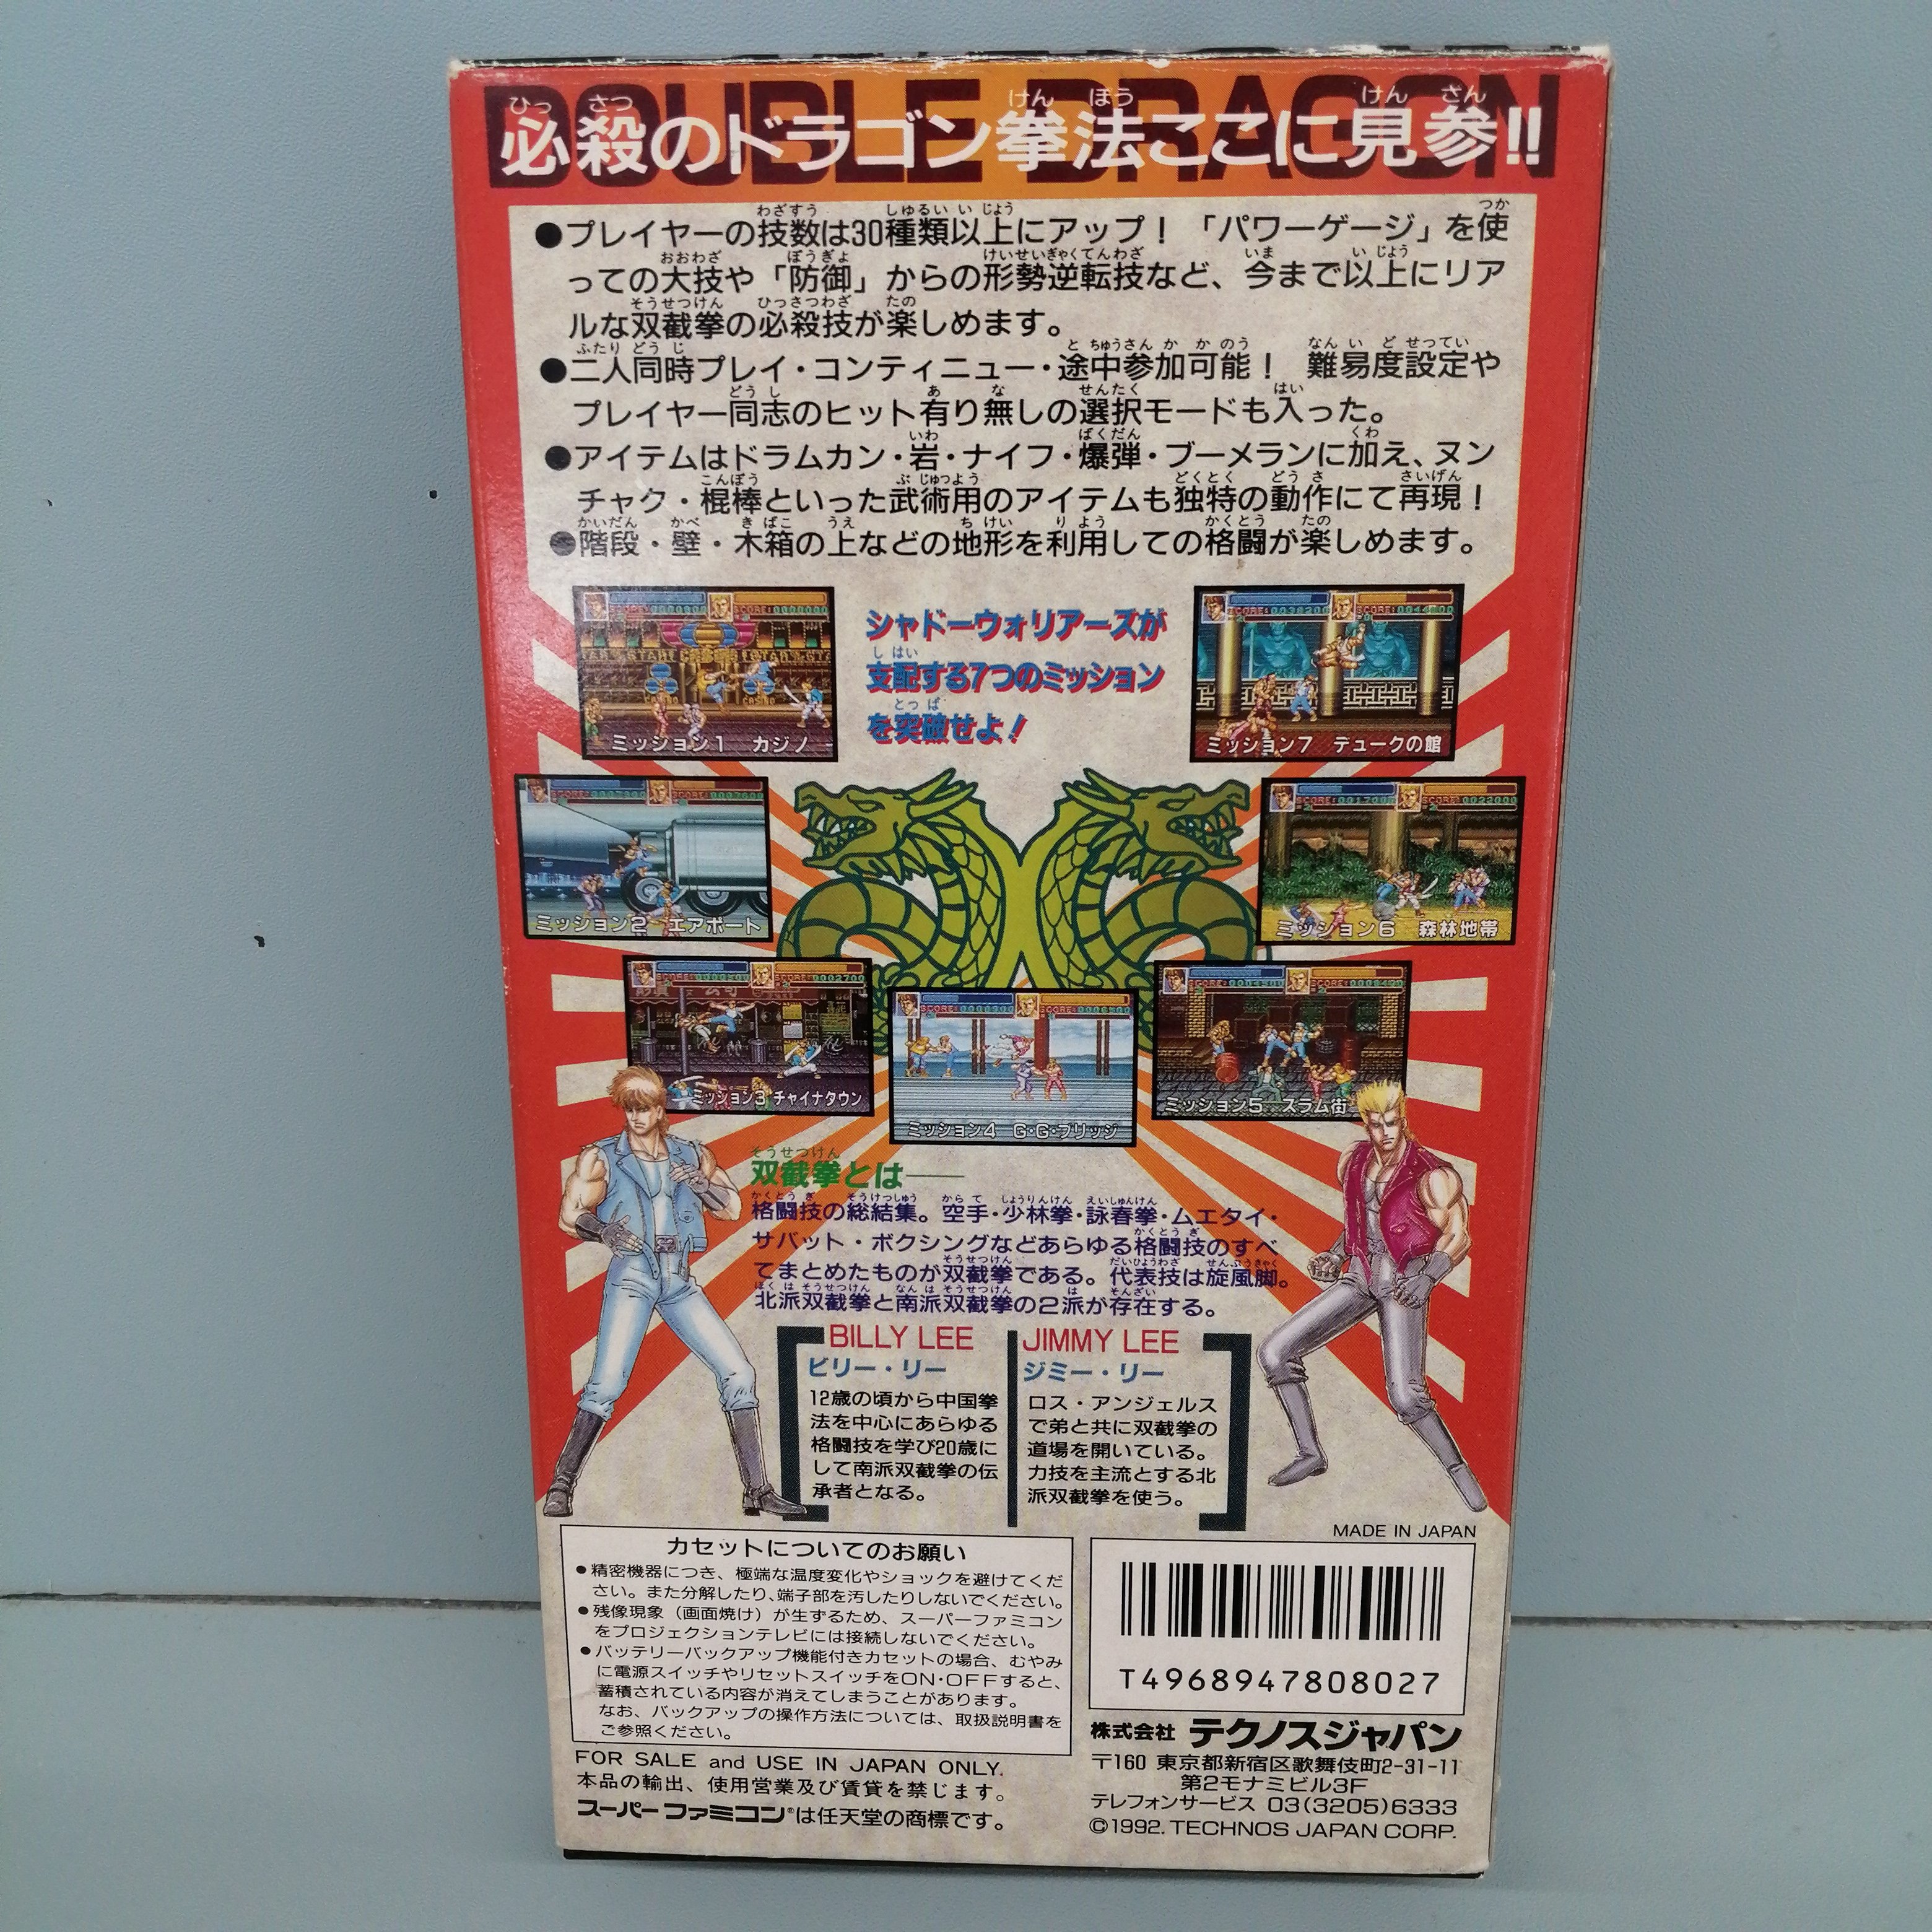 DOUBLE DRAGON
必殺のドラゴン拳法ここに見参!!
●プレイヤーの技数は30種類以上にアップ！「パワーゲージ」を使
っての大技や「防御」からの形勢逆転技など、今まで以上にリア
ルな双截拳の必殺技が楽しめます。
●二人同時プレイ・コンティニュー・途中参加可能！ 難易度設定や
プレイヤー同志のヒット有り無しの選択モードも入った。
●アイテムはドラムカン・岩・ナイフ・爆弾・ブーメランに加え、ヌン
チャク・棍棒といった武術用のアイテムも独特の動作にて再現！
●階段・壁・木箱の上などの地形を利用しての格闘が楽しめます。
シャドーウォリアーズが
支配する7つのミッション
を突破せよ！
ミッション1 カジノ
ミッション7 デュークの館
ミッション2 エアポート
ミッション6 森林地帯
ミッション3 チャイナタウン
ミッション4 G・G・ブリッジ
ミッション5 スラム街
双截拳とは――
格闘技の総結集。空手・少林拳・詠春拳・ムエタイ・
サバット・ボクシングなどあらゆる格闘技のすべ
てまとめたものが双截拳である。代表技は旋風脚。
北派双截拳と南派双截拳の2派が存在する。
BILLY LEE
ビリー・リー
12歳の頃から中国拳
法を中心にあらゆる
格闘技を学び20歳に
して南派双截拳の伝
承者となる。
JIMMY LEE
ジミー・リー
ロス・アンジェルス
で弟と共に双截拳の
道場を開いている。
力技を主流とする北
派双截拳を使う。
MADE IN JAPAN
カセットについてのお願い
●精密機器につき、極端な温度変化やショックを避けてくだ
さい。また分解したり、端子部を汚したりしないでください。
●残像現象（画面焼け）が生ずるため、スーパーファミコン
をプロジェクションテレビには接続しないでください。
●バッテリーバックアップ機能付きカセットの場合、むやみ
に電源スイッチやリセットスイッチをON・OFFすると、
蓄積されている内容が消えてしまうことがあります。
なお、バックアップの操作方法については、取扱説明書を
ご参照ください。
FOR SALE and USE IN JAPAN ONLY.
本品の輸出、使用営業及び賃貸を禁じます。
スーパーファミコン®は任天堂の商標です。
T4968947808027
株式会社 テクノスジャパン
〒160 東京都新宿区歌舞伎町2-31-11
第2モナミビル3F
テレフォンサービス 03(3205)6333
©1992. TECHNOS JAPAN CORP.